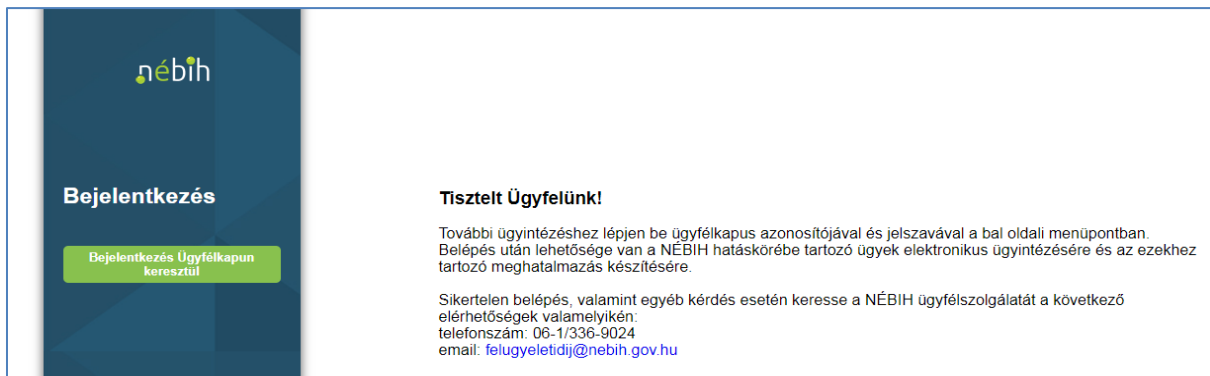 nébih
Bejelentkezés
Bejelentkezés Ügyfélkapun
keresztül
Tisztelt Ügyfelünk!
További ügyintézéshez lépjen be ügyfélkapus azonosítójával és jelszavával a bal oldali menüpontban.
Belépés után lehetősége van a NÉBIH hatáskörébe tartozó ügyek elektronikus ügyintézésére és az ezekhez
tartozó meghatalmazás készítésére.
Sikertelen belépés, valamint egyéb kérdés esetén keresse a NÉBIH ügyfélszolgálatát a következő
elérhetőségek valamelyikén:
telefonszám: 06-1/336-9024
email: felugyeletidij@nebih.gov.hu